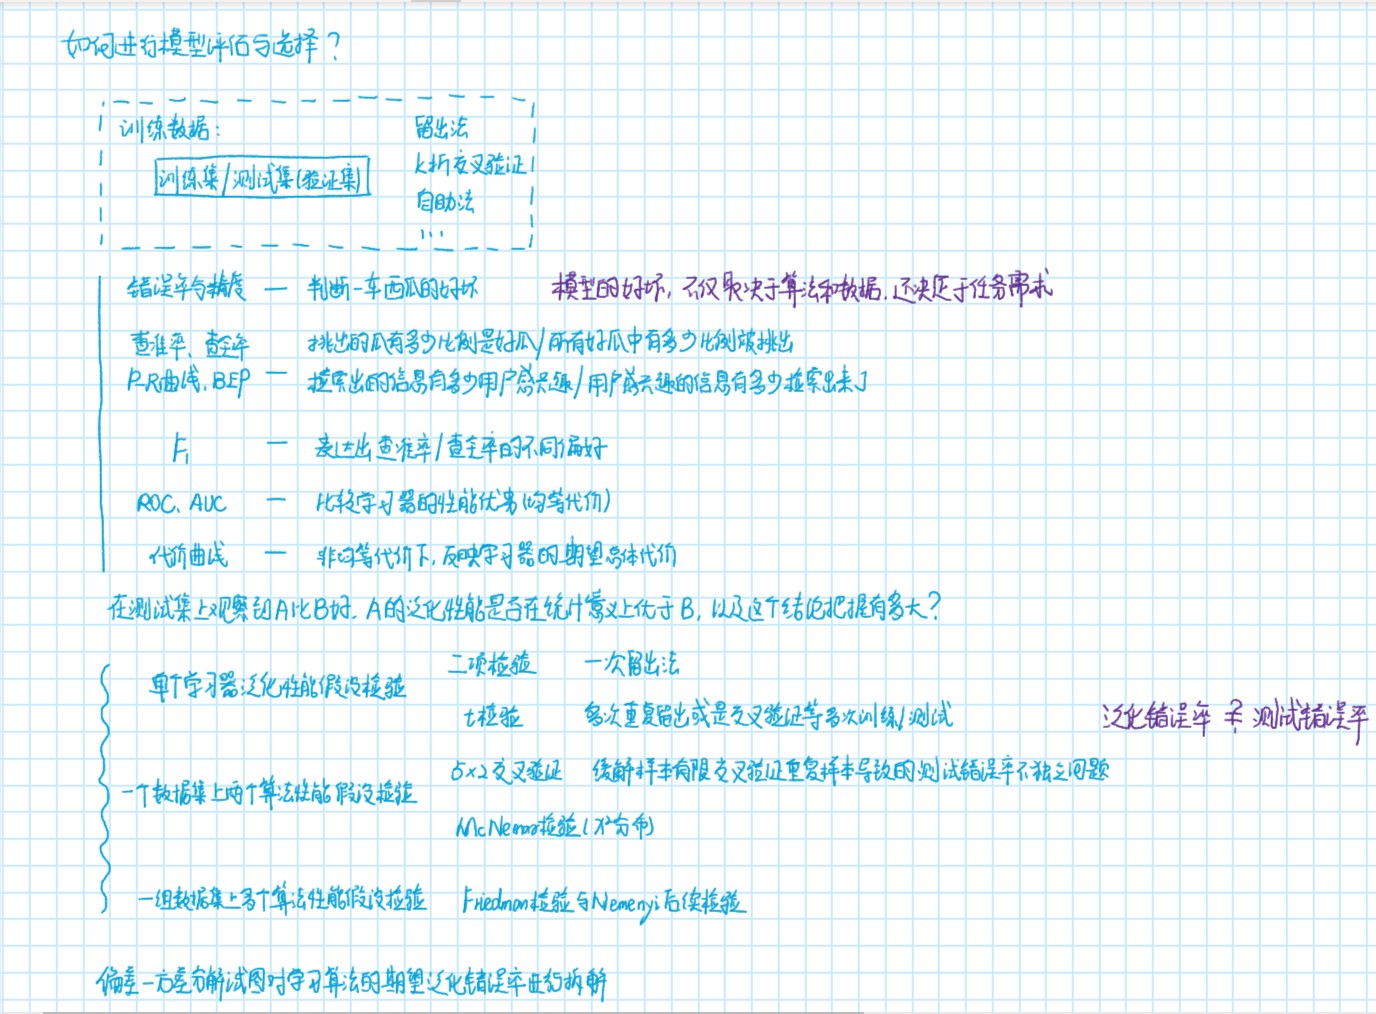 如何进行模型评估与选择？
训练数据：
训练集/测试集(验证集)
留出法
k折交叉验证
自助法
...
错误率与精度 — 判断一车西瓜的好坏
模型的好坏，不仅取决于算法和数据，还决定于任务需求
查准率、查全率 挑出的瓜有多少比例是好瓜/所有好瓜中有多少比例被挑出
P-R曲线、BEP — 检索出的信息有多少用户感兴趣/用户感兴趣的信息有多少检索出来了
F₁ — 表达出查准率/查全率的不同偏好
ROC、AUC — 比较学习器的性能优劣(均等代价)
代价曲线 — 非均等代价下，反映学习器的期望总体代价
在测试集上观察到A比B好，A的泛化性能是否在统计意义上优于B，以及这个结论把握有多大？
单个学习器泛化性能假设检验
二项检验 一次留出法
t检验 多次重复留出或是交叉验证等多次训练/测试
泛化错误率 ≟ 测试错误率
一个数据集上两个算法性能假设检验
5×2交叉验证 缓解样本有限交叉验证重复样本导致的测试错误率不独立问题
McNemar检验(χ²分布)
一组数据集上多个算法性能假设检验 Friedman检验与Nemenyi后续检验
偏差—方差分解试图对学习算法的期望泛化错误率进行拆解